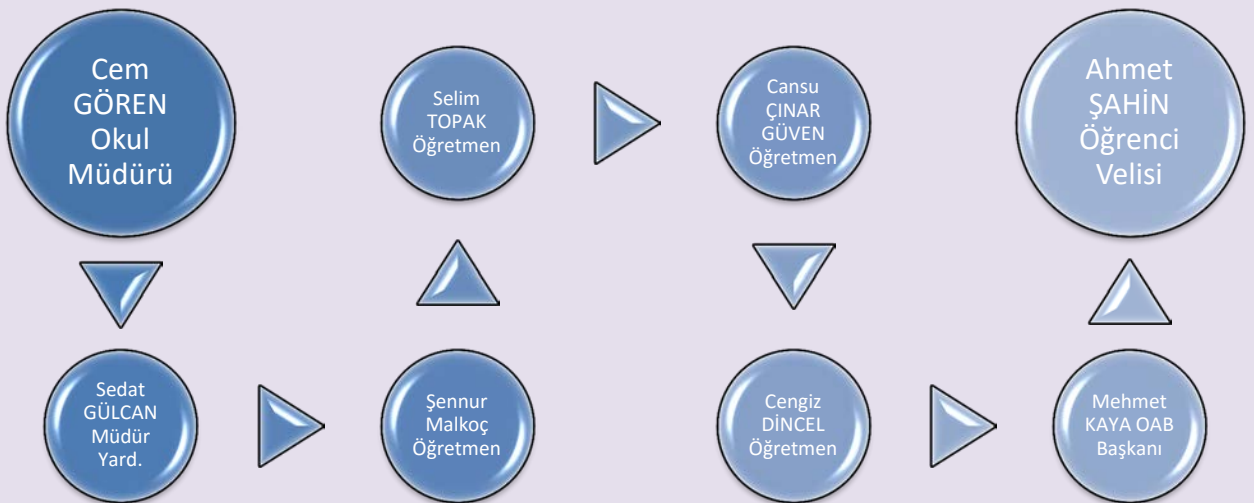 Cem
GÖREN
Okul
Müdürü
Sedat
GÜLCAN
Müdür
Yard.
Şennur
Malkoç
Öğretmen
Selim
TOPAK
Öğretmen
Cansu
ÇINAR
GÜVEN
Öğretmen
Cengiz
DİNCEL
Öğretmen
Mehmet
KAYA OAB
Başkanı
Ahmet
ŞAHİN
Öğrenci
Velisi